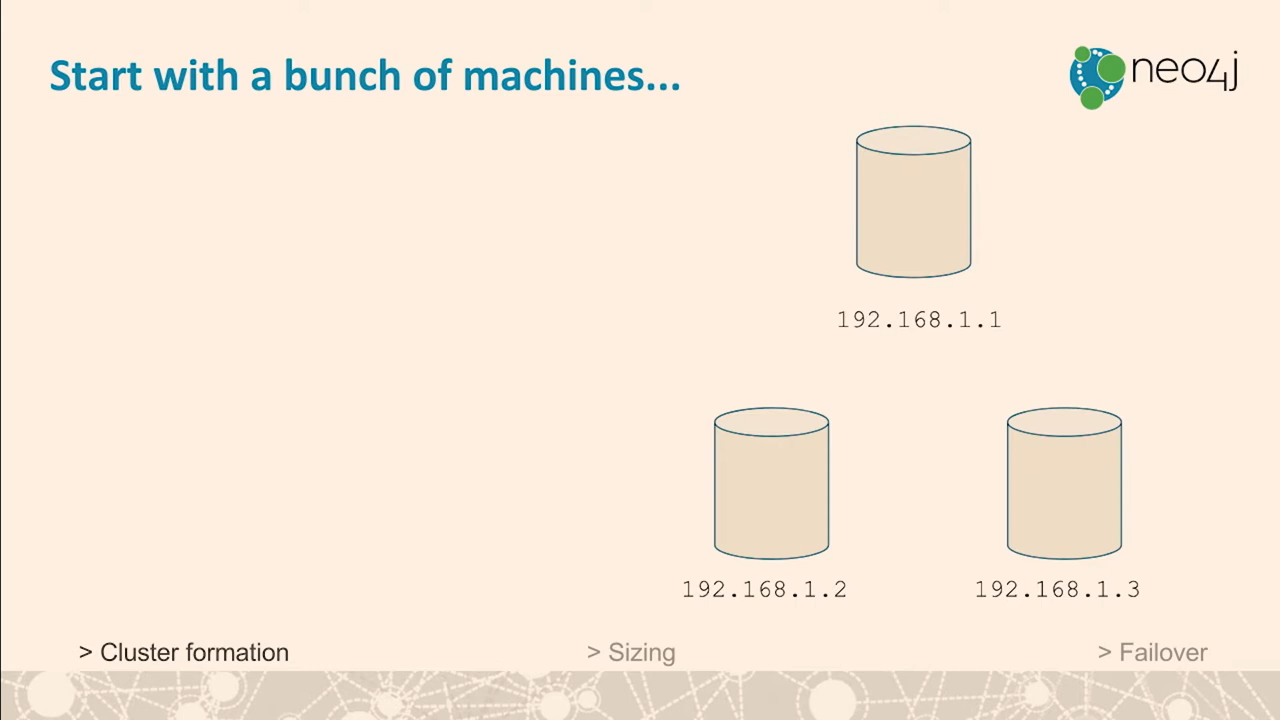 Start with a bunch of machines...
neo4j
192.168.1.1
192.168.1.2
192.168.1.3
> Cluster formation
> Sizing
> Failover